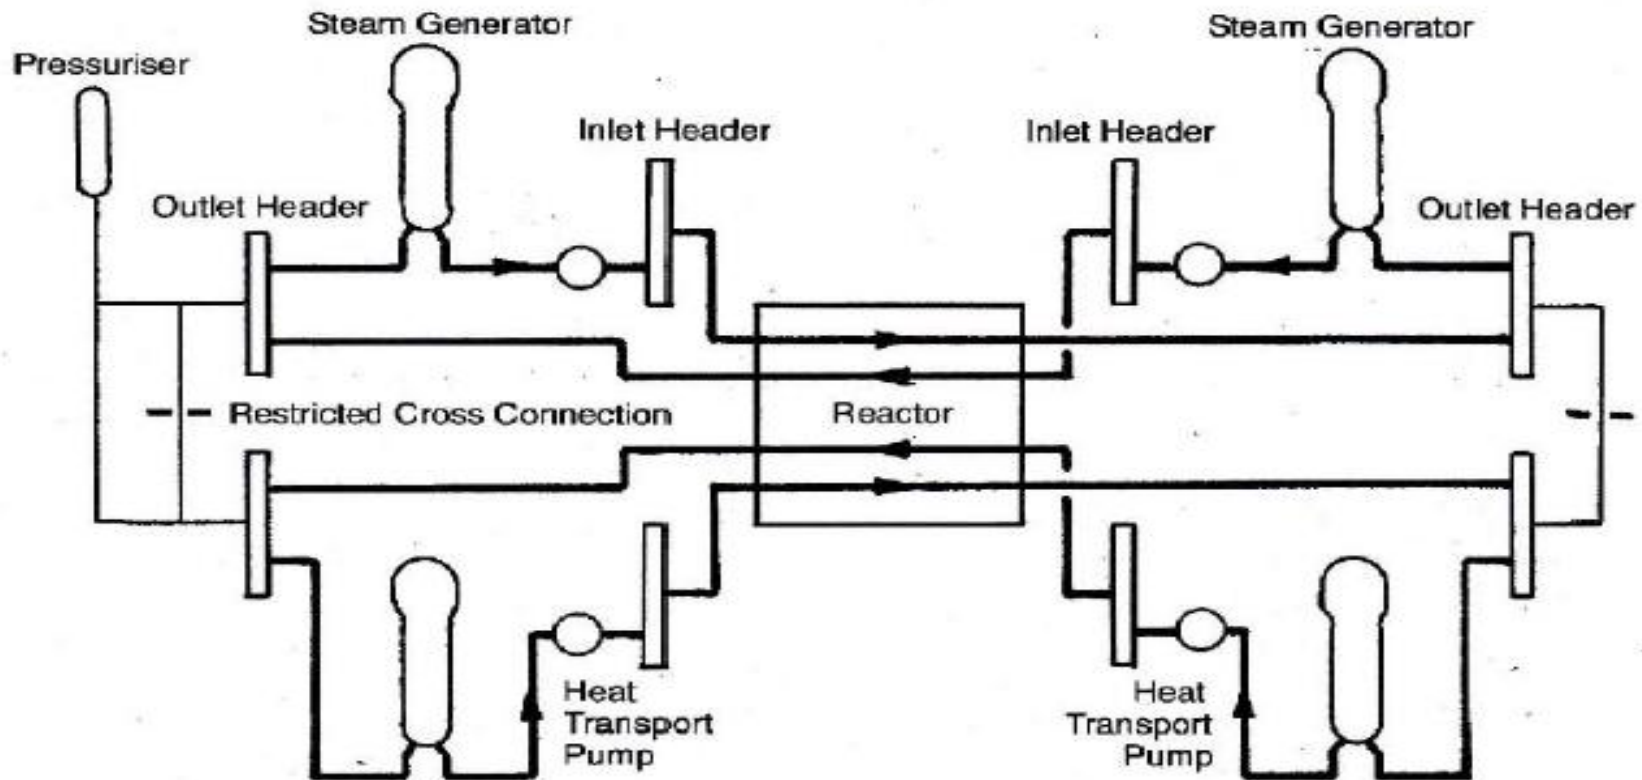 Steam Generator
Steam Generator
Pressuriser
Inlet Header
Inlet Header
Outlet Header
Outlet Header
Restricted Cross Connection
Reactor
Heat
Transport
Pump
Heat
Transport
Pump